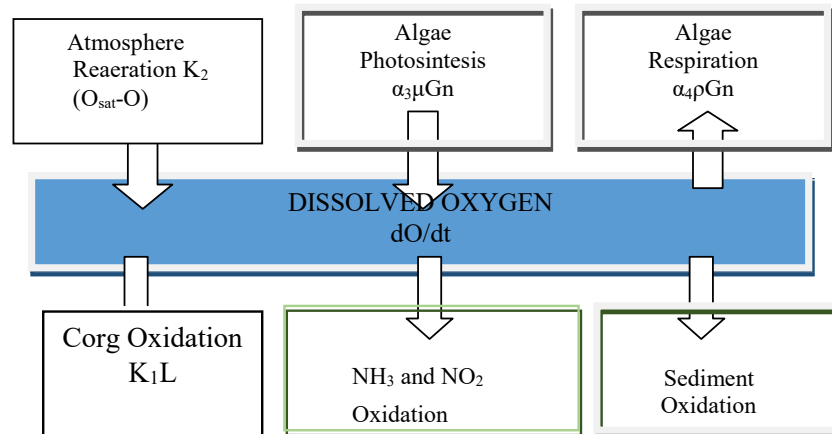 Atmosphere
Reaeration K₂
(Oₛₐₜ-O)
Algae
Photosintesis
α₃μGn
Algae
Respiration
α₄ρGn
DISSOLVED OXYGEN
dO/dt
Corg Oxidation
K₁L
NH₃ and NO₂
Oxidation
Sediment
Oxidation